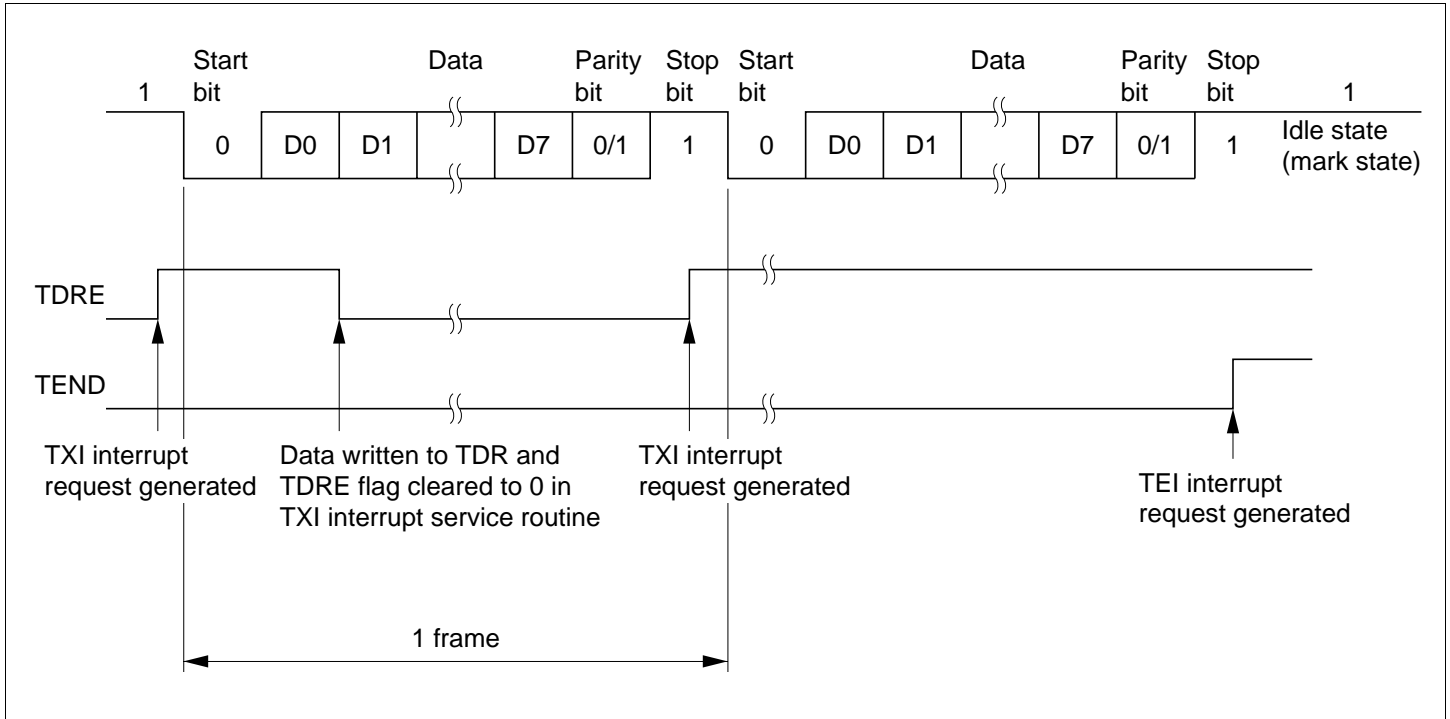 Start Data Parity Stop Start Data Parity Stop
1 bit bit bit bit bit bit 1
0 D0 D1 D7 0/1 1 0 D0 D1 D7 0/1 1 Idle state
(mark state)
TDRE
TEND
TXI interrupt Data written to TDR and TXI interrupt
request generated TDRE flag cleared to 0 in request generated
TXI interrupt service routine
TEI interrupt
request generated
1 frame